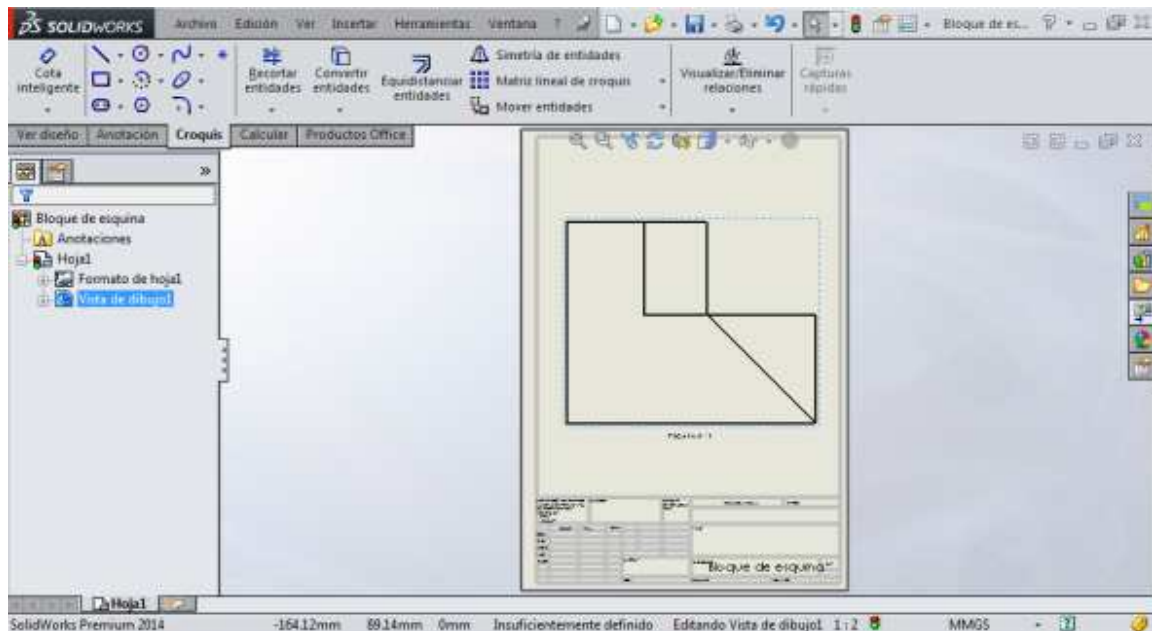 SOLIDWORKS Archivo Edición Ver Insertar Herramientas Ventana ? Bloque de es...
Cota inteligente
Recortar entidades
Convertir entidades
Equidistanciar entidades
Simetría de entidades
Matriz lineal de croquis
Mover entidades
Visualizar/Eliminar relaciones
Capturas rápidas
Ver diseño Anotación Croquis Calcular Productos Office
Bloque de esquina
Anotaciones
Hoja1
Formato de hoja1
Vista de dibujo1
Bloque de esquina
Hoja1
SolidWorks Premium 2014 -164.12mm 69.14mm 0mm Insuficientemente definido Editando Vista de dibujo1 1:2 MMGS